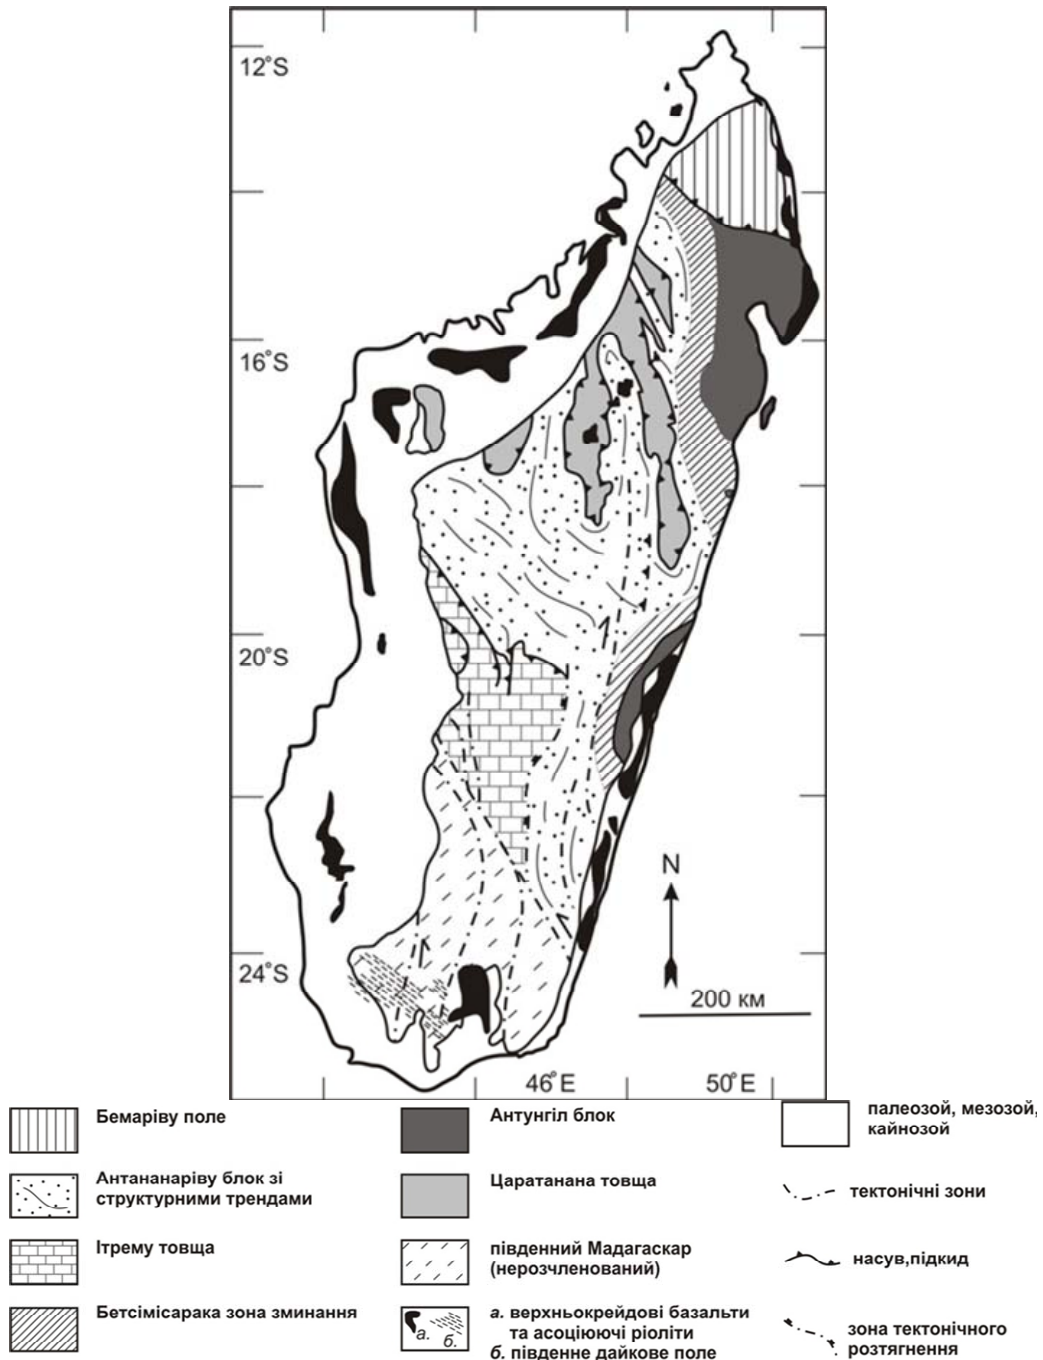 12°S
16°S
20°S
24°S
N
200 км
46°E
50°E
Бемаріву поле
Антананаріву блок зі
структурними трендами
Ітрему товща
Бетсімісарака зона зминання
Антунгіл блок
Царатанана товща
південний Мадагаскар
(нерозчленований)
а.
б.
а. верхньокрейдові базальти
та асоціюючі ріоліти
б. південне дайкове поле
палеозой, мезозой,
кайнозой
тектонічні зони
насув,підкид
зона тектонічного
розтягнення